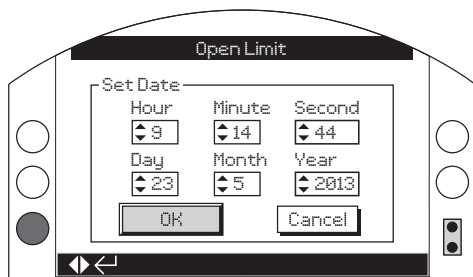 Open Limit
Set Date
Hour Minute Second
9 14 44
Day Month Year
23 5 2013
OK Cancel